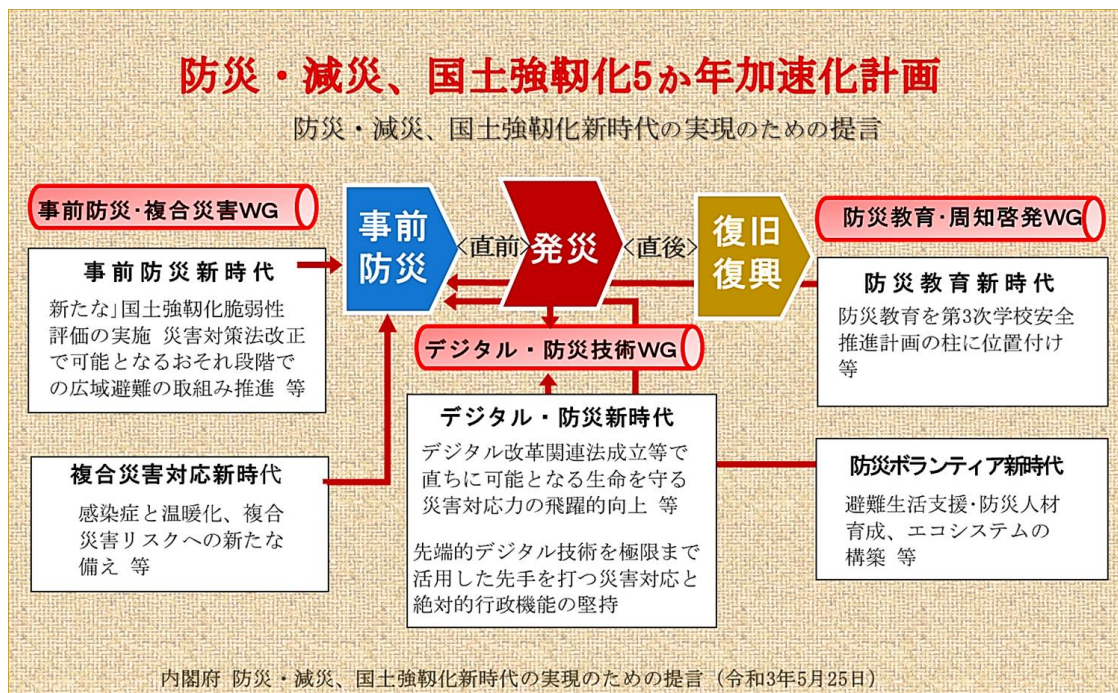 防災・減災、国土強靭化5か年加速化計画
防災・減災、国土強靭化新時代の実現のための提言
事前防災・複合災害WG
事前防災新時代
新たな」国土強靭化脆弱性
評価の実施 災害対策法改正
で可能となるおそれ段階で
の広域避難の取組み推進 等
複合災害対応新時代
感染症と温暖化、複合
災害リスクへの新たな
備え 等
事前
防災
<直前>
発災
<直後>
復旧
復興
デジタル・防災技術WG
デジタル・防災新時代
デジタル改革関連法成立等で
直ちに可能となる生命を守る
災害対応力の飛躍的向上 等
先端的デジタル技術を極限まで
活用した先手を打つ災害対応と
絶対的行政機能の堅持
防災教育・周知啓発WG
防災教育新時代
防災教育を第3次学校安全
推進計画の柱に位置付け
等
防災ボランティア新時代
避難生活支援・防災人材
育成、エコシステムの
構築 等
内閣府 防災・減災、国土強靭化新時代の実現のための提言（令和3年5月25日）